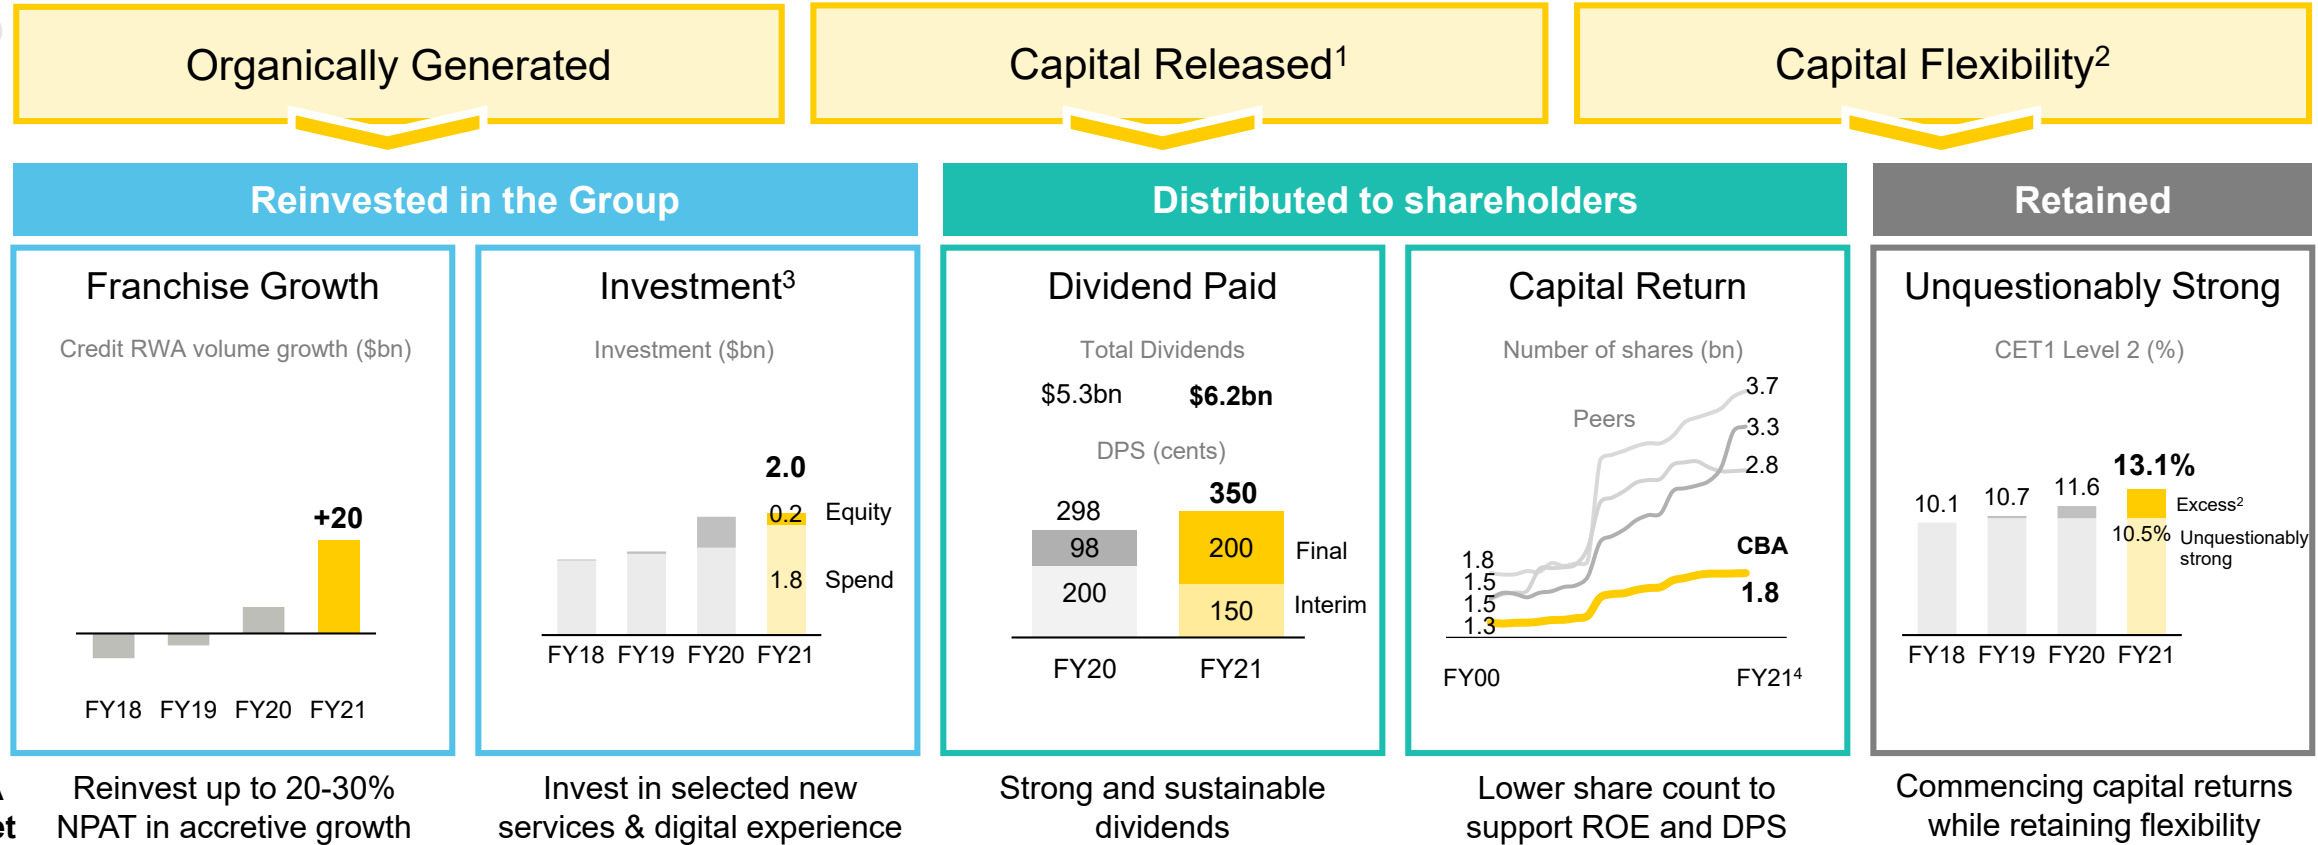 Organically Generated
Capital Released¹
Capital Flexibility²
Reinvested in the Group
Distributed to shareholders
Retained
Franchise Growth
Credit RWA volume growth ($bn)
+20
FY18 FY19 FY20 FY21
Investment³
Investment ($bn)
2.0
0.2 Equity
1.8 Spend
FY18 FY19 FY20 FY21
Dividend Paid
Total Dividends
$5.3bn $6.2bn
DPS (cents)
298 350
98 200 Final
200 150 Interim
FY20 FY21
Capital Return
Number of shares (bn)
3.7
Peers
3.3
2.8
CBA
1.8
1.8
1.5
1.5
1.3
FY00 FY21⁴
Unquestionably Strong
CET1 Level 2 (%)
10.1 10.7 11.6 13.1%
Excess²
10.5% Unquestionably
strong
FY18 FY19 FY20 FY21
Reinvest up to 20-30%
NPAT in accretive growth
Invest in selected new
services & digital experience
Strong and sustainable
dividends
Lower share count to
support ROE and DPS
Commencing capital returns
while retaining flexibility